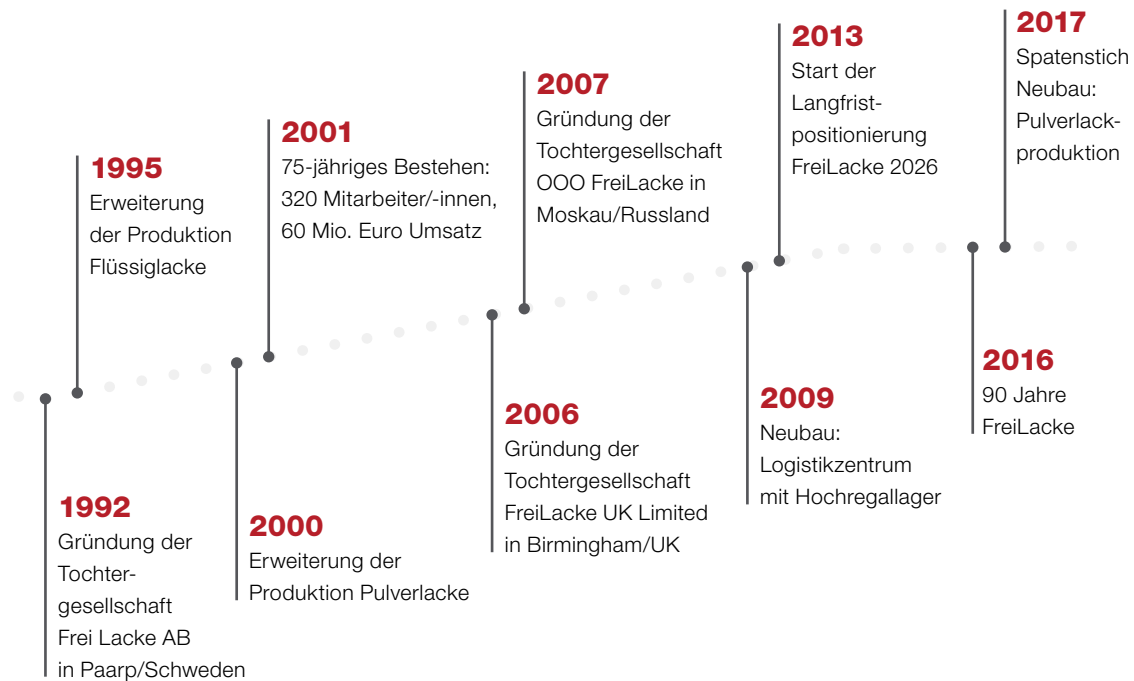 1992
Gründung der
Tochter-
gesellschaft
Frei Lacke AB
in Paarp/Schweden
1995
Erweiterung
der Produktion
Flüssiglacke
2000
Erweiterung der
Produktion Pulverlacke
2001
75-jähriges Bestehen:
320 Mitarbeiter/-innen,
60 Mio. Euro Umsatz
2006
Gründung der
Tochtergesellschaft
FreiLacke UK Limited
in Birmingham/UK
2007
Gründung der
Tochtergesellschaft
OOO FreiLacke in
Moskau/Russland
2009
Neubau:
Logistikzentrum
mit Hochregallager
2013
Start der
Langfrist-
positionierung
FreiLacke 2026
2016
90 Jahre
FreiLacke
2017
Spatenstich
Neubau:
Pulverlack-
produktion